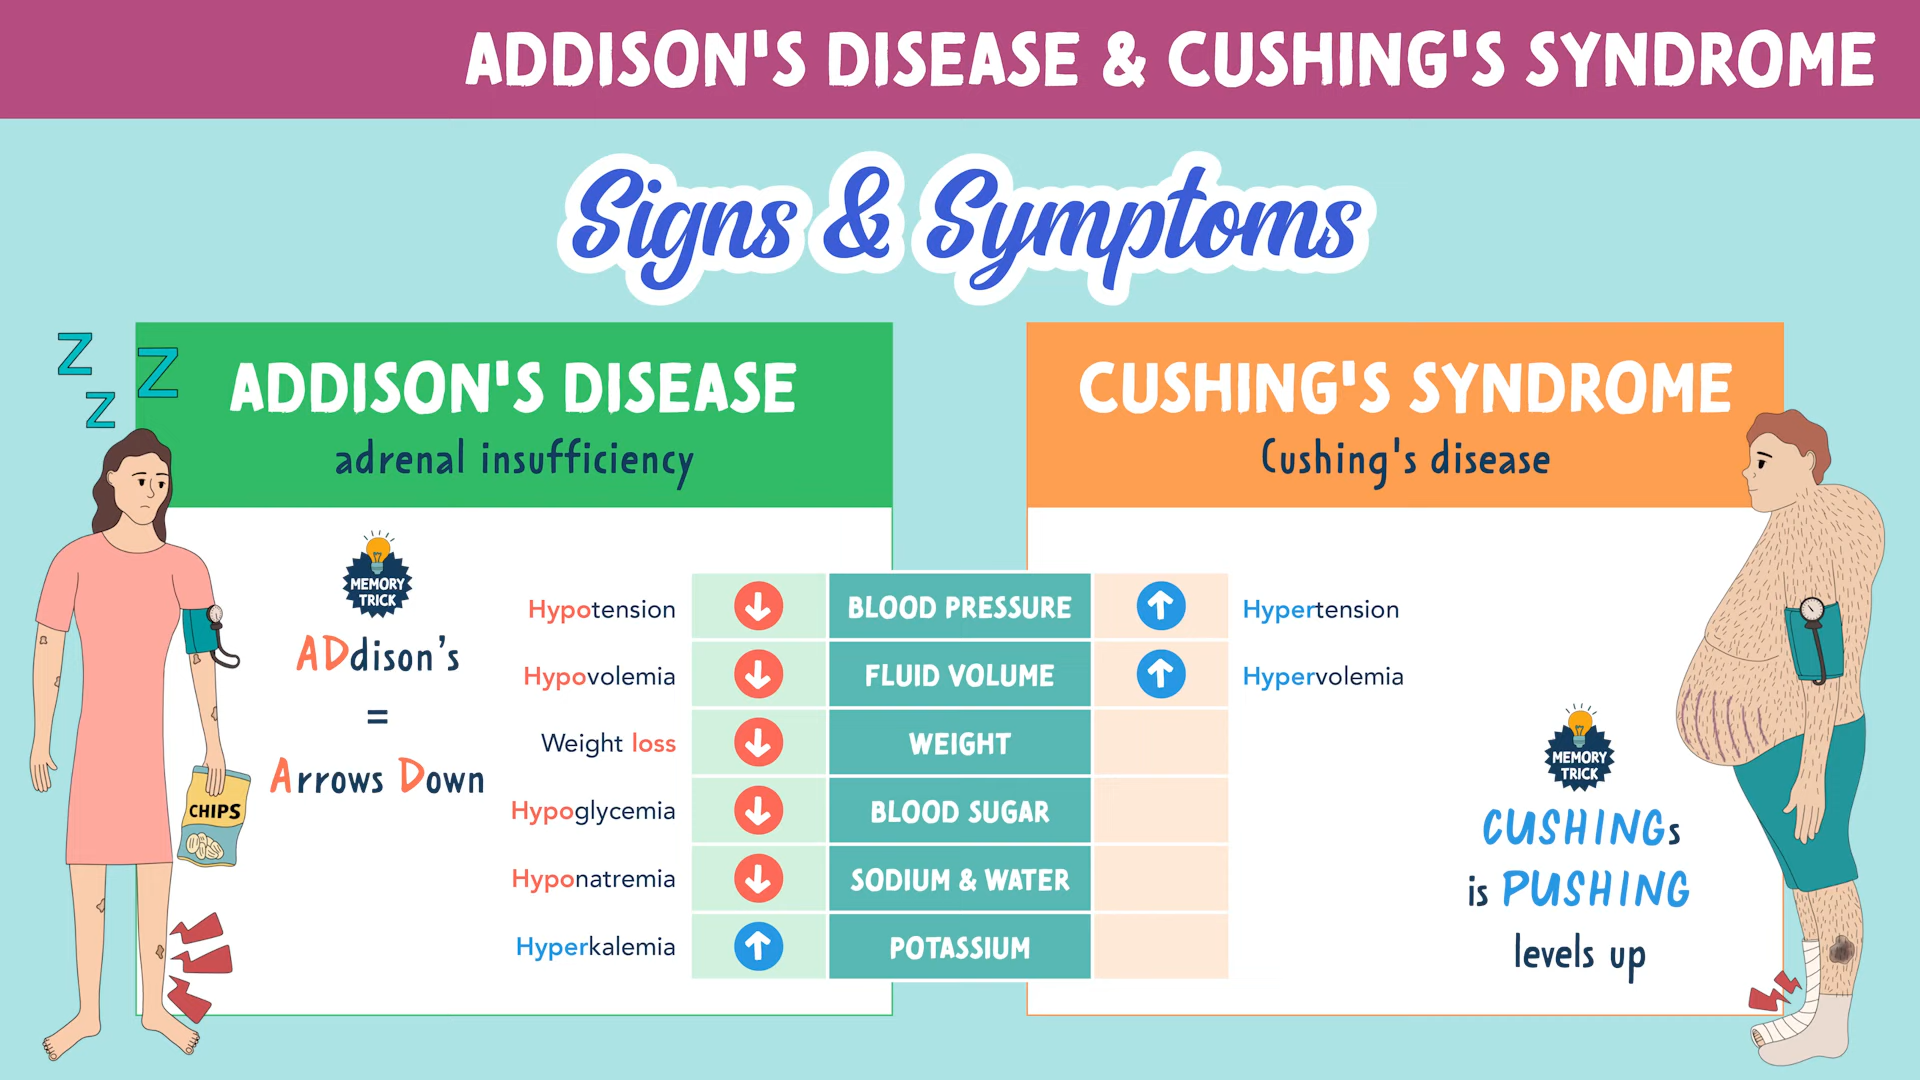 ADDISON'S DISEASE & CUSHING'S SYNDROME
Signs & Symptoms
Z
Z
Z
ADDISON'S DISEASE
adrenal insufficiency
MEMORY
TRICK
ADdison's
=
Arrows Down
CHIPS
Hypotension
Hypovolemia
Weight loss
Hypoglycemia
Hyponatremia
Hyperkalemia
BLOOD PRESSURE
FLUID VOLUME
WEIGHT
BLOOD SUGAR
SODIUM & WATER
POTASSIUM
CUSHING'S SYNDROME
Cushing's disease
Hypertension
Hypervolemia
MEMORY
TRICK
CUSHINGs
is PUSHING
levels up